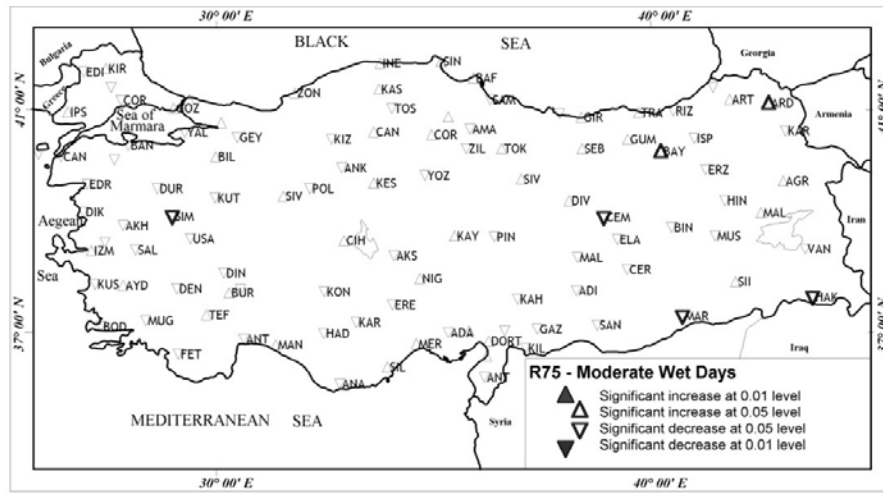 30° 00' E
40° 00' E
BLACK SEA
Bulgaria
Georgia
EDI KIR
INE SIN
BAF
ZON
KAS
SAM
ART ARD
Greece
COR
KOZ
TOS
41° 00' N
IPS
GIR TRA RIZ
41° 00' N
Sea of
Marmara
YAL
GEY
KIZ
CAN
COR AMA
GUM
ISP
KAR
Armenia
BAN
CAN
BIL
ZIL TOK
SEB
BAY
ANK
ERZ
EDR
DUR
KUT
SIV
POL
KES
YOZ
SIV
AGR
DIV
HIN
DIK
SIM
CEM
MAL
Aegean
AKH
USA
CIH
KAY
PIN
ELA
BIN
MUS
Iran
IZM
SAL
AKS
MAL
VAN
Sea
DIN
CER
KUS AYD
DEN
BUR
KON
NIG
ADI
SII
ERE
KAH
HAK
MUG
TEF
KAR
MAR
37° 00' N
BOD
HAD
ADA
GAZ
SAN
37° 00' N
ANT MAN
MER
DORT
KIL
Iraq
FET
SIL
ANT
ANA
R75 - Moderate Wet Days
Significant increase at 0.01 level
Significant increase at 0.05 level
Significant decrease at 0.05 level
Significant decrease at 0.01 level
MEDITERRANEAN SEA
Syria
30° 00' E
40° 00' E